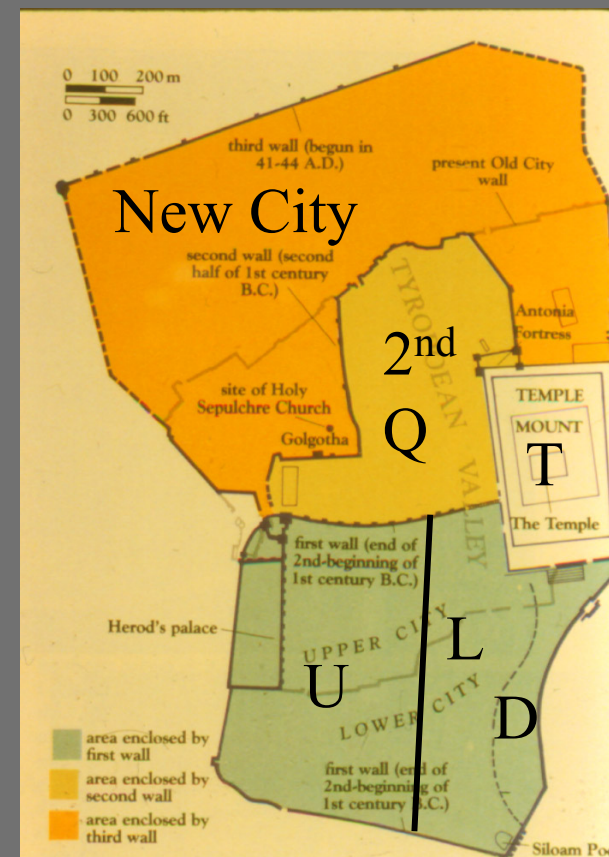 0 100 200 m
0 300 600 ft
third wall (begun in
41-44 A.D.)
present Old City
wall
New City
second wall (second
half of 1st century
B.C.)
TYROPOEAN VALLEY
Antonia
Fortress
2nd
Q
site of Holy
Sepulchre Church
Golgotha
TEMPLE
MOUNT
T
The Temple
first wall (end of
2nd-beginning of
1st century B.C.)
Herod's palace
UPPER CITY
L
U
LOWER CITY
D
area enclosed by
first wall
area enclosed by
second wall
area enclosed by
third wall
first wall (end of
2nd-beginning of
1st century B.C.)
Siloam